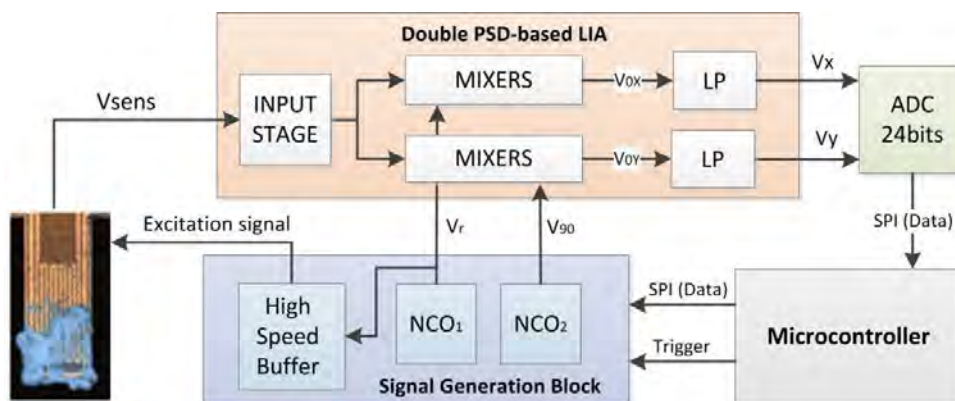 Double PSD-based LIA
Vsens
INPUT
STAGE
MIXERS
V0X
LP
Vx
MIXERS
V0Y
LP
Vy
ADC
24bits
Excitation signal
Vr
V90
SPI (Data)
High
Speed
Buffer
NCO1
NCO2
SPI (Data)
Trigger
Microcontroller
Signal Generation Block